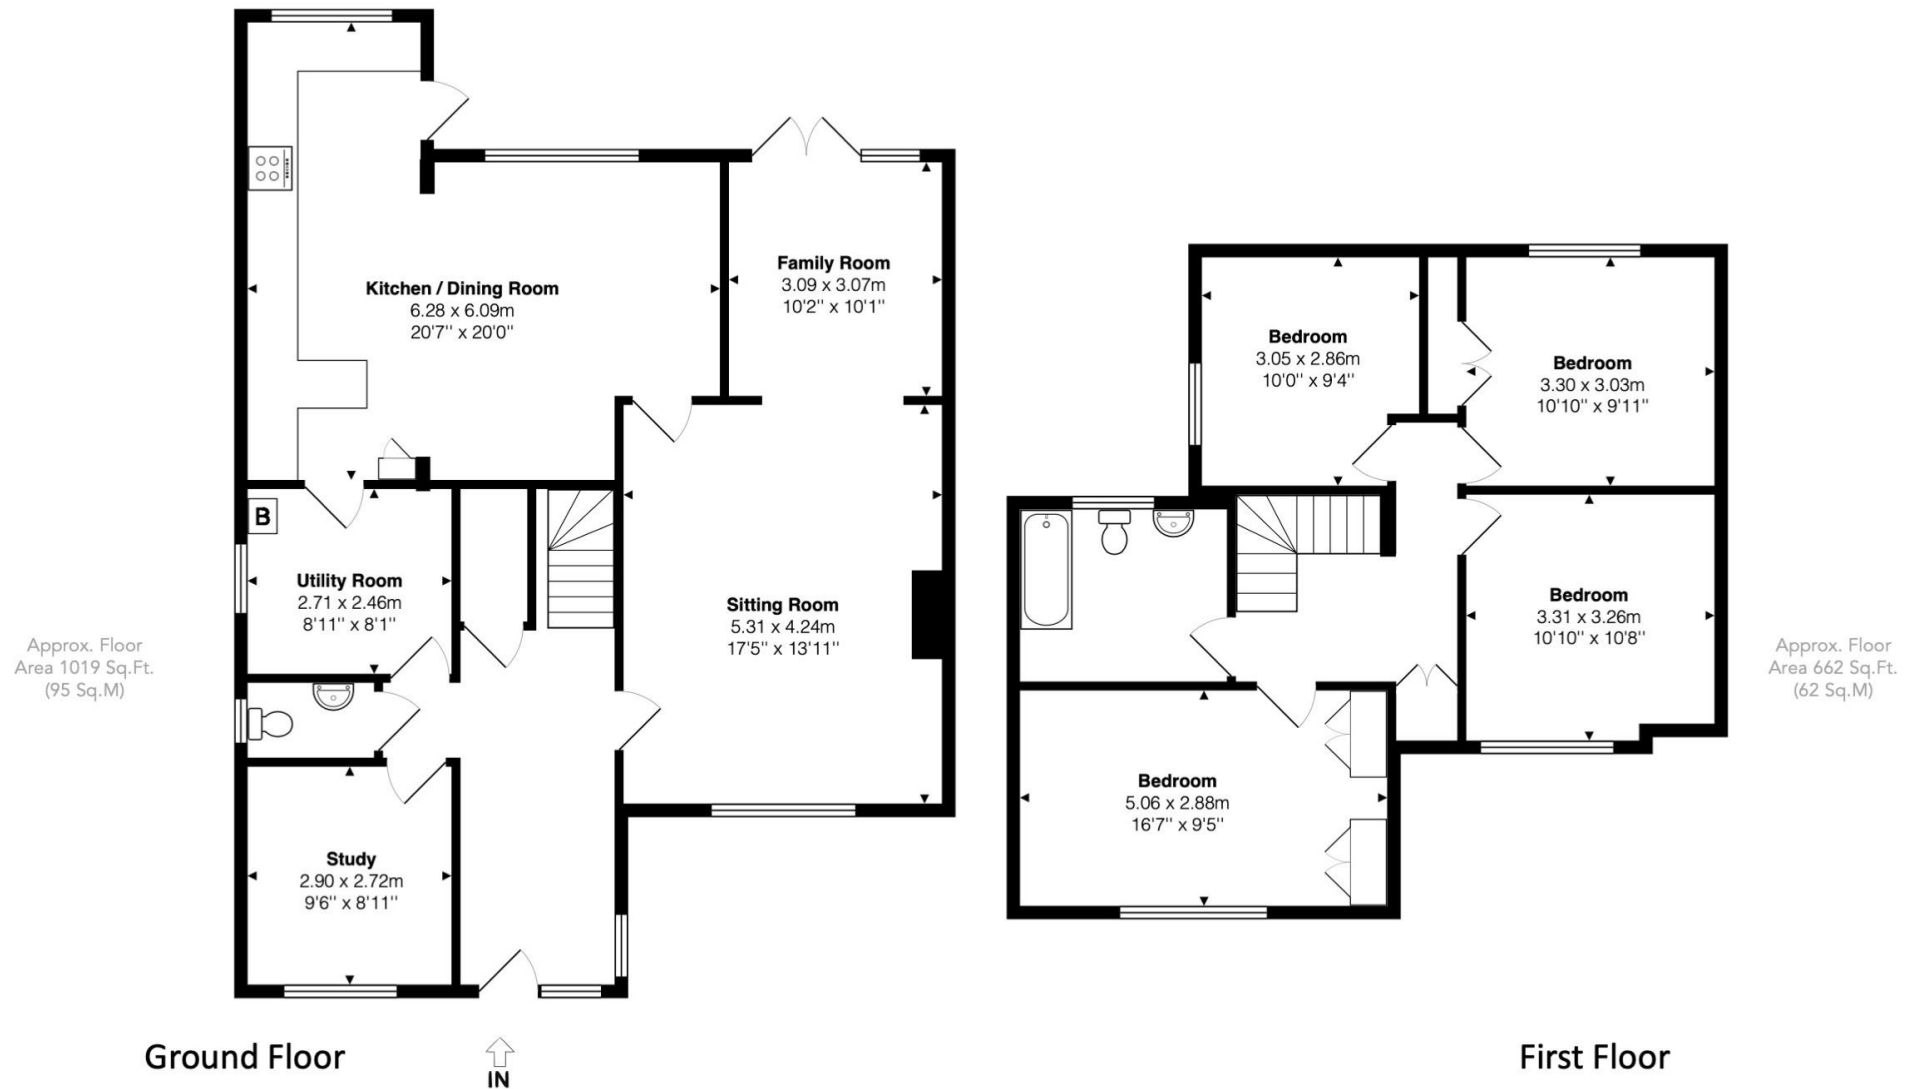 Kitchen / Dining Room
6.28 x 6.09m
20'7'' x 20'0''
Family Room
3.09 x 3.07m
10'2'' x 10'1''
B
Utility Room
2.71 x 2.46m
8'11'' x 8'1''
Sitting Room
5.31 x 4.24m
17'5'' x 13'11''
Approx. Floor
Area 1019 Sq.Ft.
(95 Sq.M)
Study
2.90 x 2.72m
9'6'' x 8'11''
IN
Ground Floor
Bedroom
3.05 x 2.86m
10'0'' x 9'4''
Bedroom
3.30 x 3.03m
10'10'' x 9'11''
Bedroom
3.31 x 3.26m
10'10'' x 10'8''
Bedroom
5.06 x 2.88m
16'7'' x 9'5''
Approx. Floor
Area 662 Sq.Ft.
(62 Sq.M)
First Floor